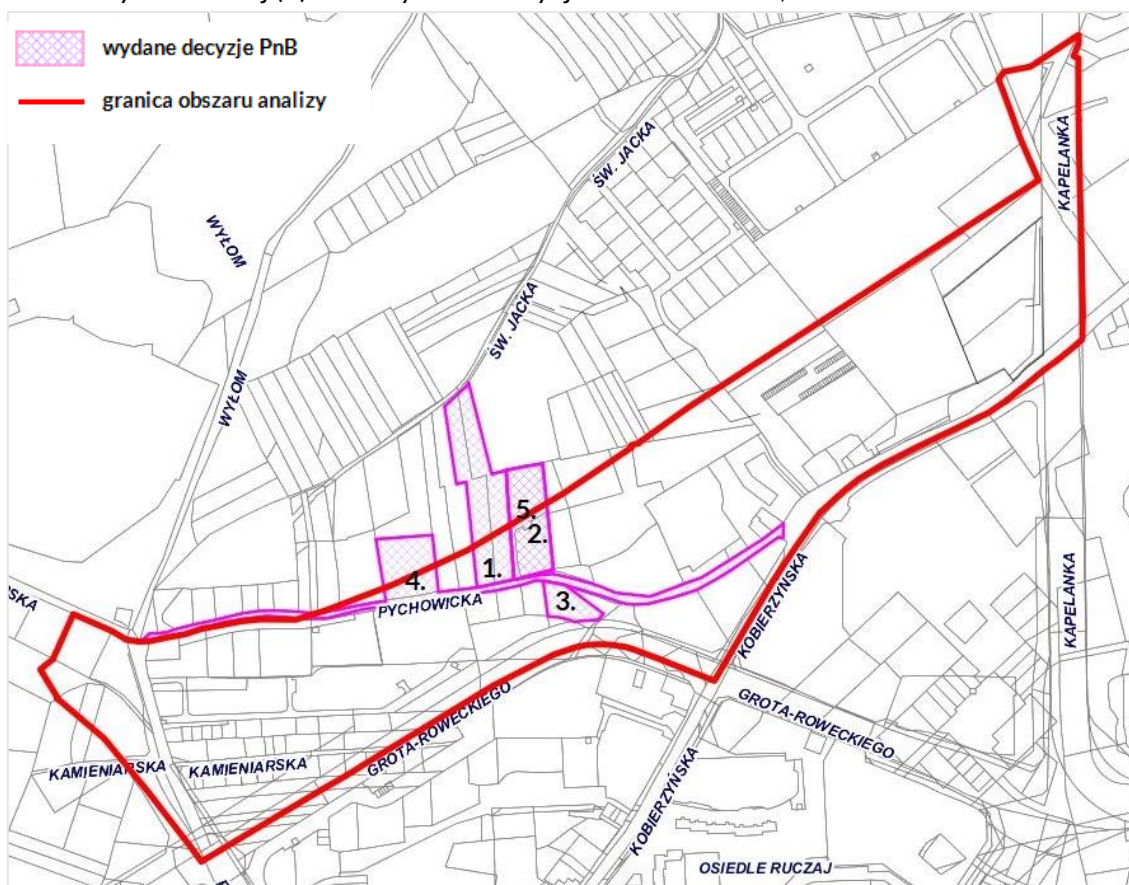 wydane decyzje PnB
granica obszaru analizy
KAPELANKA
ŚW. JACKA
WYŁOM
ŚW. JACKA
WYŁOM
5.
2.
1.
4.
3.
PYCHOWICKA
KOBIERZYŃSKA
KAPELANKA
GROTA-ROWECKIEGO
GROTA-ROWECKIEGO
KAMIENIARSKA
KAMIENIARSKA
KOBIERZYŃSKA
OSIEDLE RUCZAJ